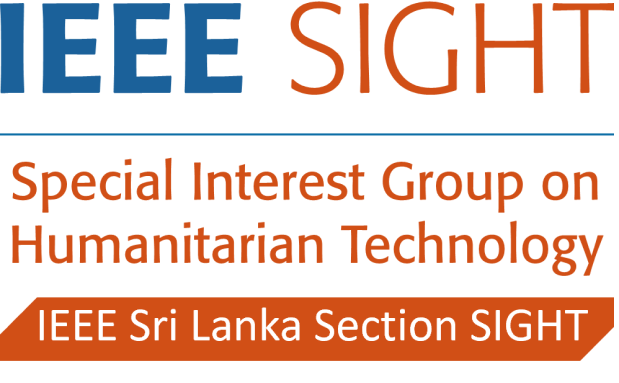 IEEE SIGHT
Special Interest Group on
Humanitarian Technology
IEEE Sri Lanka Section SIGHT